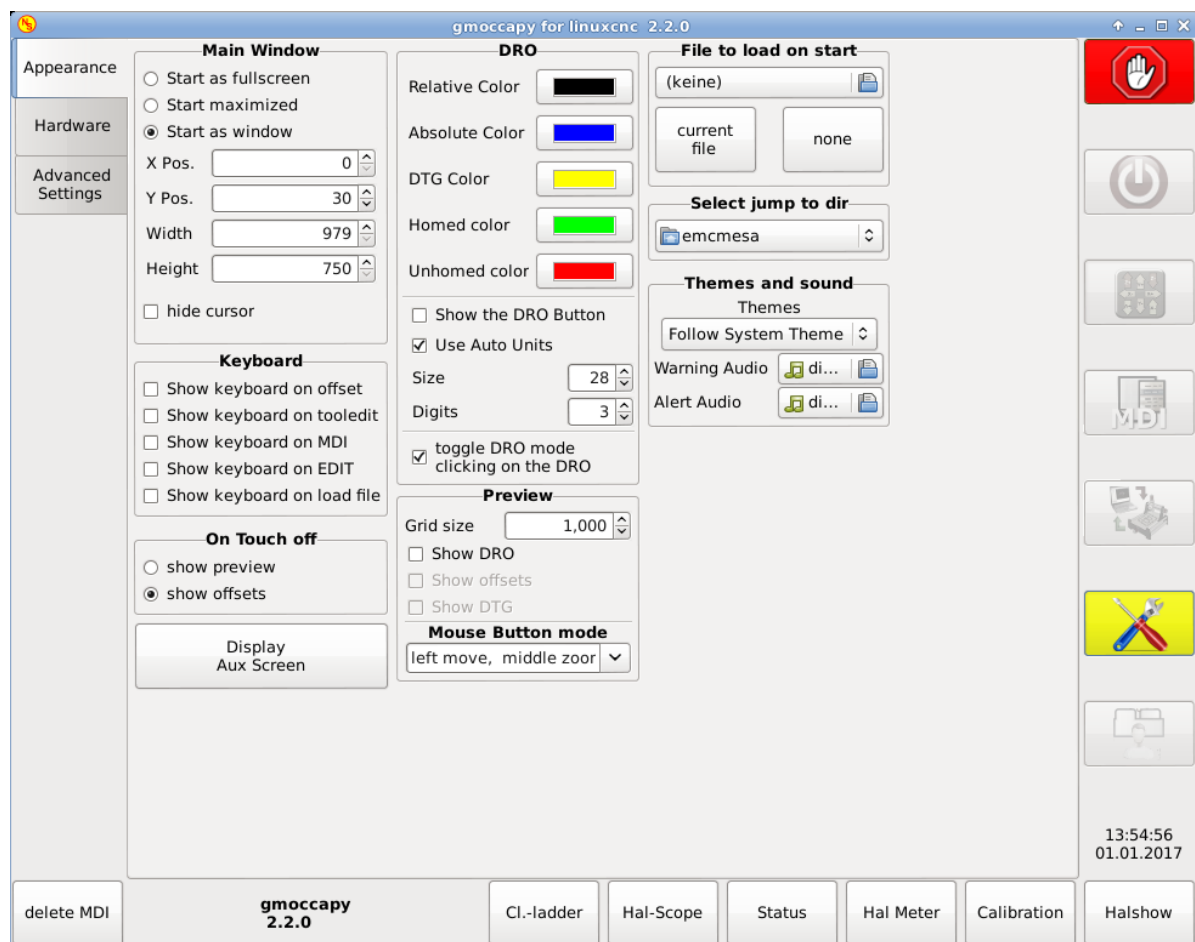 gmoccapy for linuxcnc 2.2.0
Appearance
Hardware
Advanced
Settings
Main Window
Start as fullscreen
Start maximized
Start as window
X Pos. 0
Y Pos. 30
Width 979
Height 750
hide cursor
Keyboard
Show keyboard on offset
Show keyboard on tooledit
Show keyboard on MDI
Show keyboard on EDIT
Show keyboard on load file
On Touch off
show preview
show offsets
Display
Aux Screen
DRO
Relative Color
Absolute Color
DTG Color
Homed color
Unhomed color
Show the DRO Button
Use Auto Units
Size 28
Digits 3
toggle DRO mode
clicking on the DRO
Preview
Grid size 1,000
Show DRO
Show offsets
Show DTG
Mouse Button mode
left move, middle zoor
File to load on start
(keine)
current
file
none
Select jump to dir
emcmesa
Themes and sound
Themes
Follow System Theme
Warning Audio di...
Alert Audio di...
MDI
13:54:56
01.01.2017
delete MDI
gmoccapy
2.2.0
Cl.-ladder
Hal-Scope
Status
Hal Meter
Calibration
Halshow